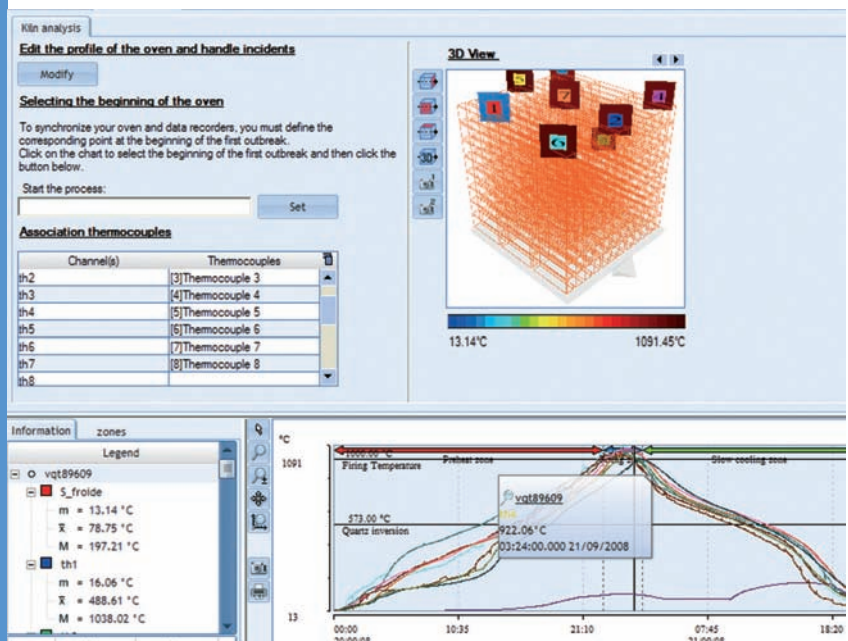 Kiln analysis
Edit the profile of the oven and handle incidents
Modify
Selecting the beginning of the oven
To synchronize your oven and data recorders, you must define the
corresponding point at the beginning of the first outbreak.
Click on the chart to select the beginning of the first outbreak and then click the
button below.
Start the process:
Set
Association thermocouples
Channel(s) Thermocouples
th2 [3]Thermocouple 3
th3 [4]Thermocouple 4
th4 [5]Thermocouple 5
th5 [6]Thermocouple 6
th6 [7]Thermocouple 7
th7 [8]Thermocouple 8
th8
3D View
3D
1
2
1
7
6
13.14°C 1091.45°C
Information zones
Legend
vqt89609
S_froide
m = 13.14 °C
x̄ = 78.75 °C
M = 197.21 °C
th1
m = 16.06 °C
x̄ = 488.61 °C
M = 1038.02 °C
°C
1091
1000.00 °C
Firing Temperature
Preheat zone
Slow cooling zone
573.00 °C
Quartz inversion
vqt89609
922.06°C
03:24:00.000 21/09/2008
13
00:00 10:35 21:10 07:45 18:20